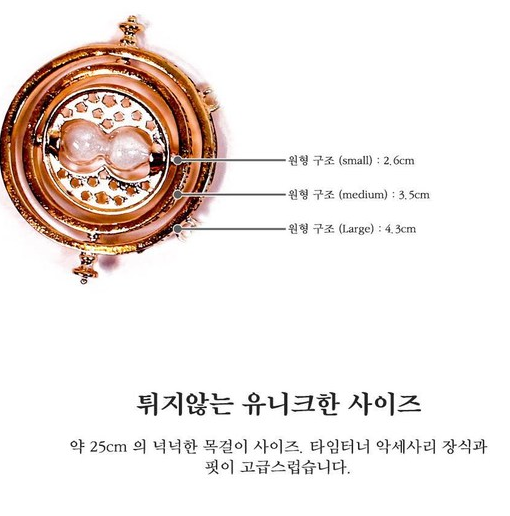 원형 구조 (small) : 2.6cm
원형 구조 (medium) : 3.5cm
원형 구조 (Large) : 4.3cm
튀지않는 유니크한 사이즈
약 25cm 의 넉넉한 목걸이 사이즈. 타임터너 악세사리 장식과
핏이 고급스럽습니다.